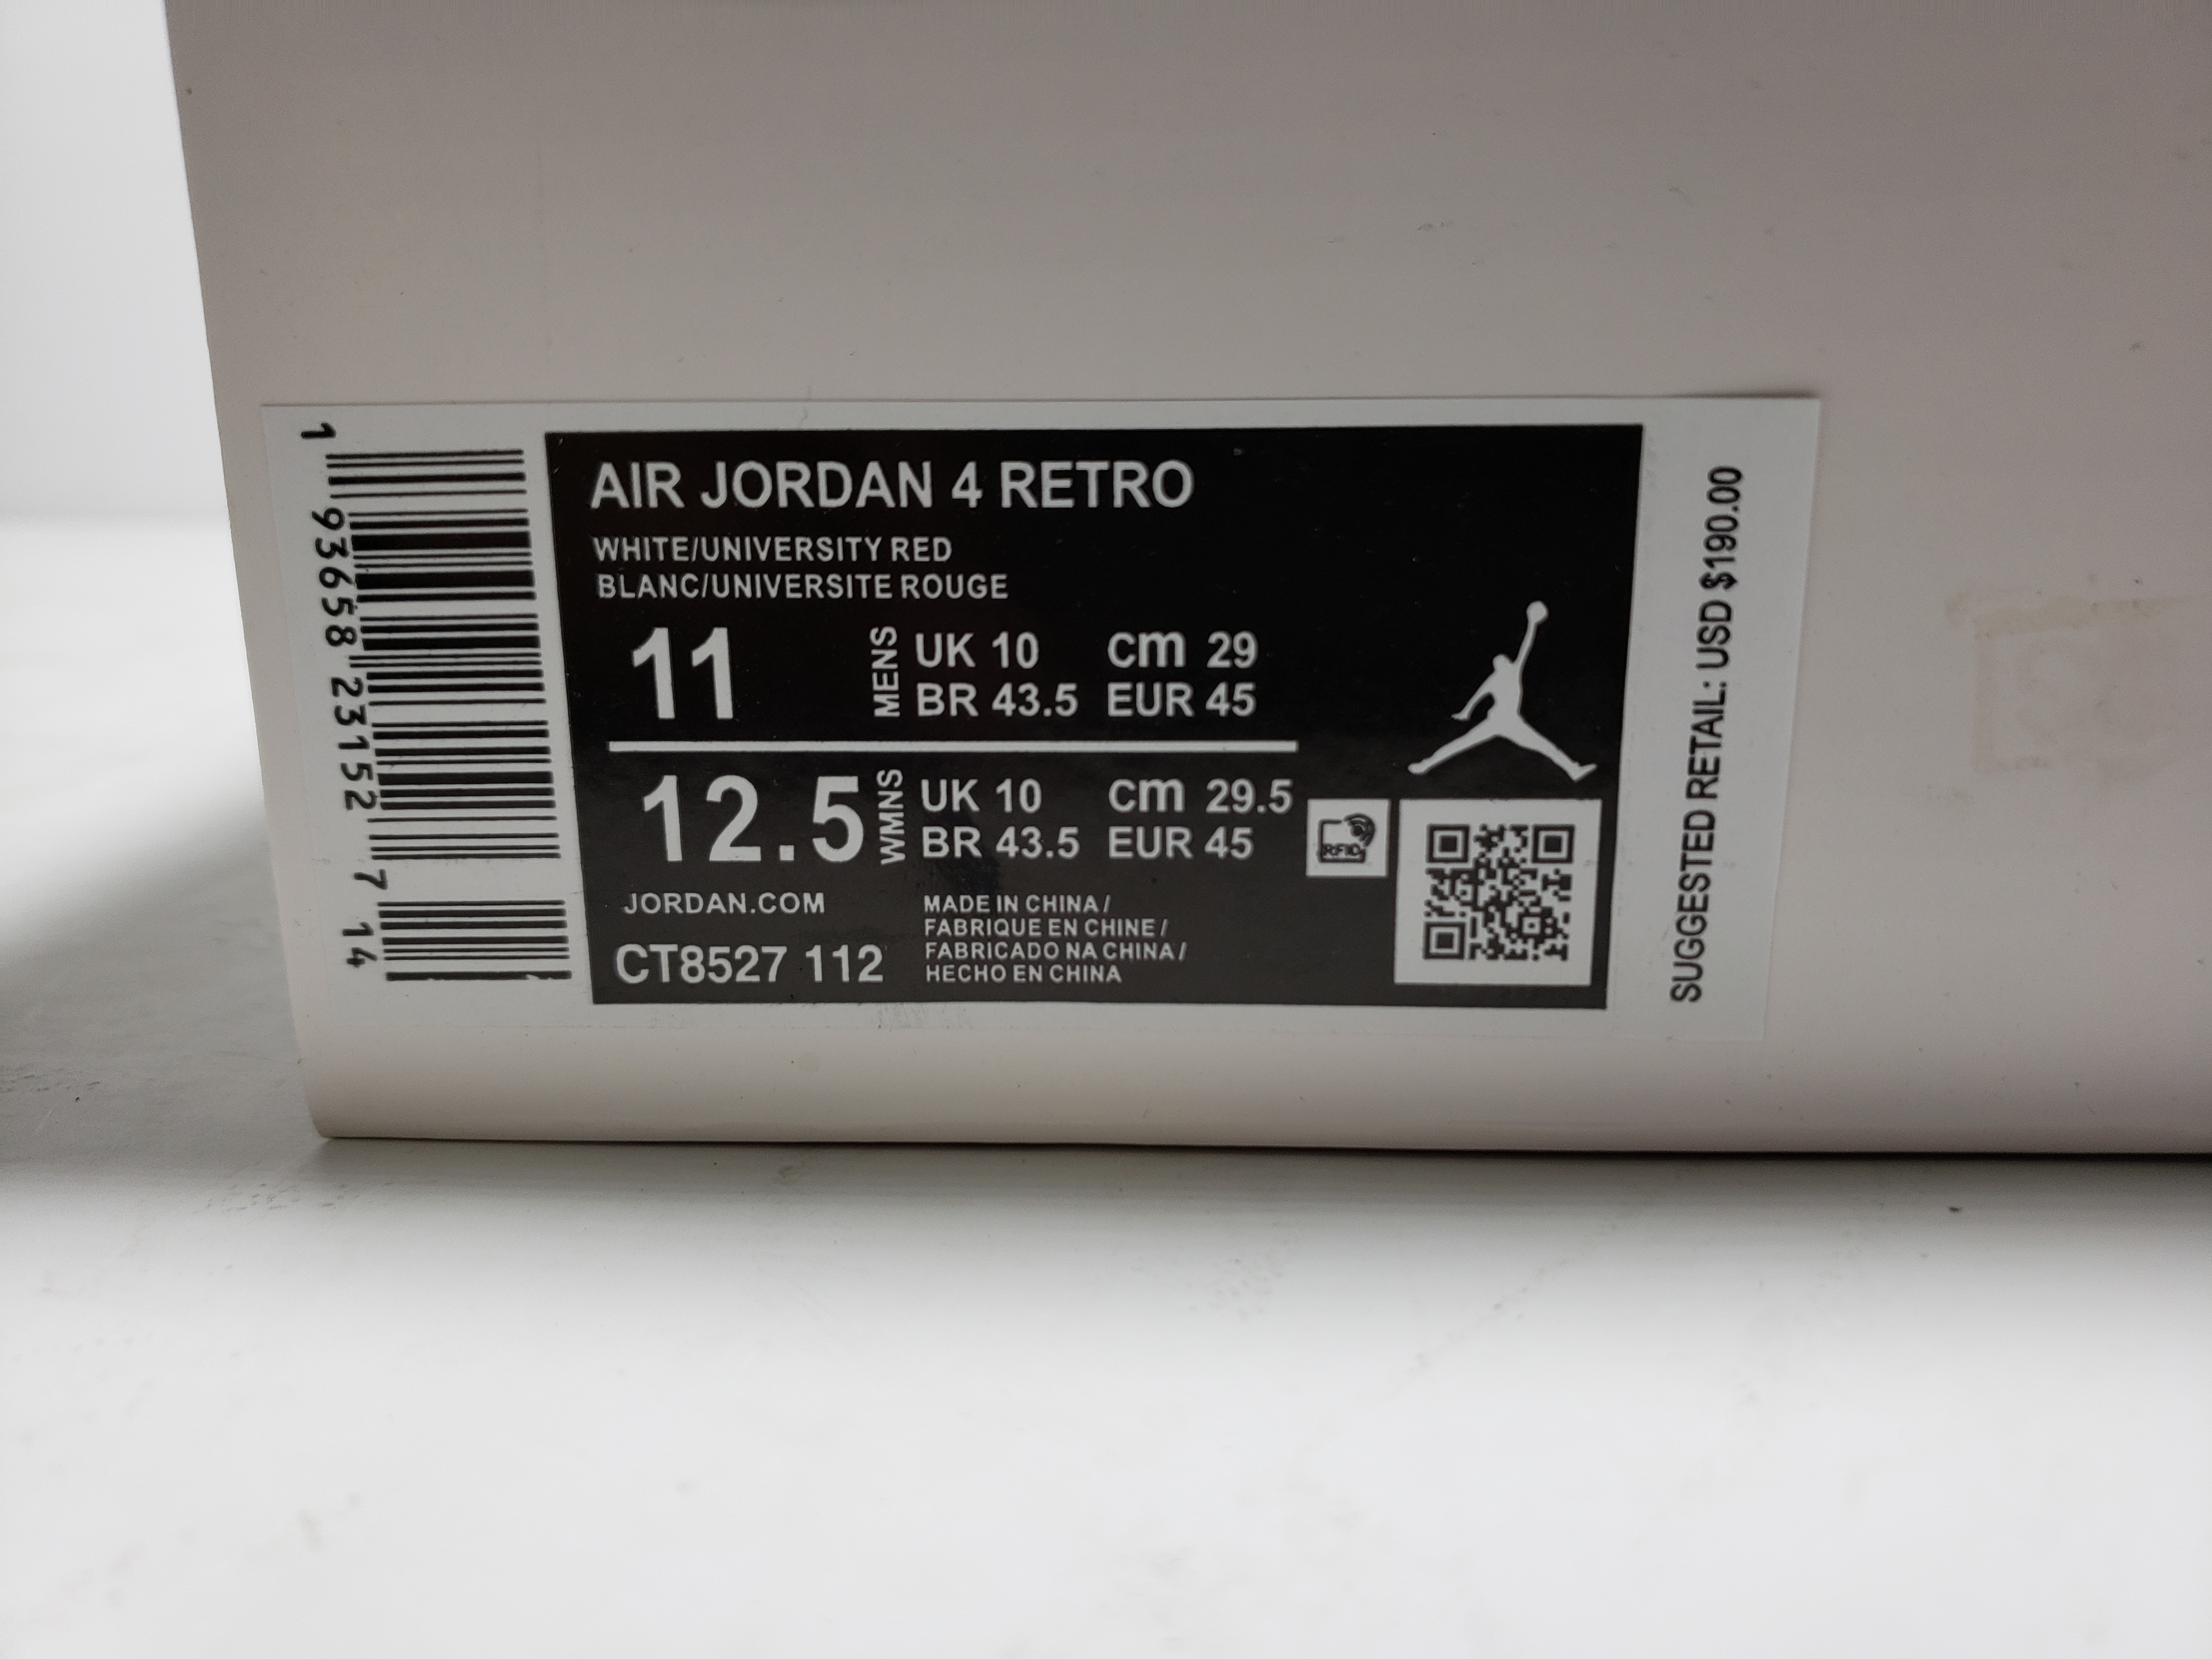 1 93658 23152 7 14
AIR JORDAN 4 RETRO
WHITE/UNIVERSITY RED
BLANC/UNIVERSITE ROUGE
11 MENS UK 10 cm 29
BR 43.5 EUR 45
12.5 WMNS UK 10 cm 29.5
BR 43.5 EUR 45
RFID
JORDAN.COM
CT8527 112
MADE IN CHINA /
FABRIQUE EN CHINE /
FABRICADO NA CHINA /
HECHO EN CHINA
SUGGESTED RETAIL: USD $190.00